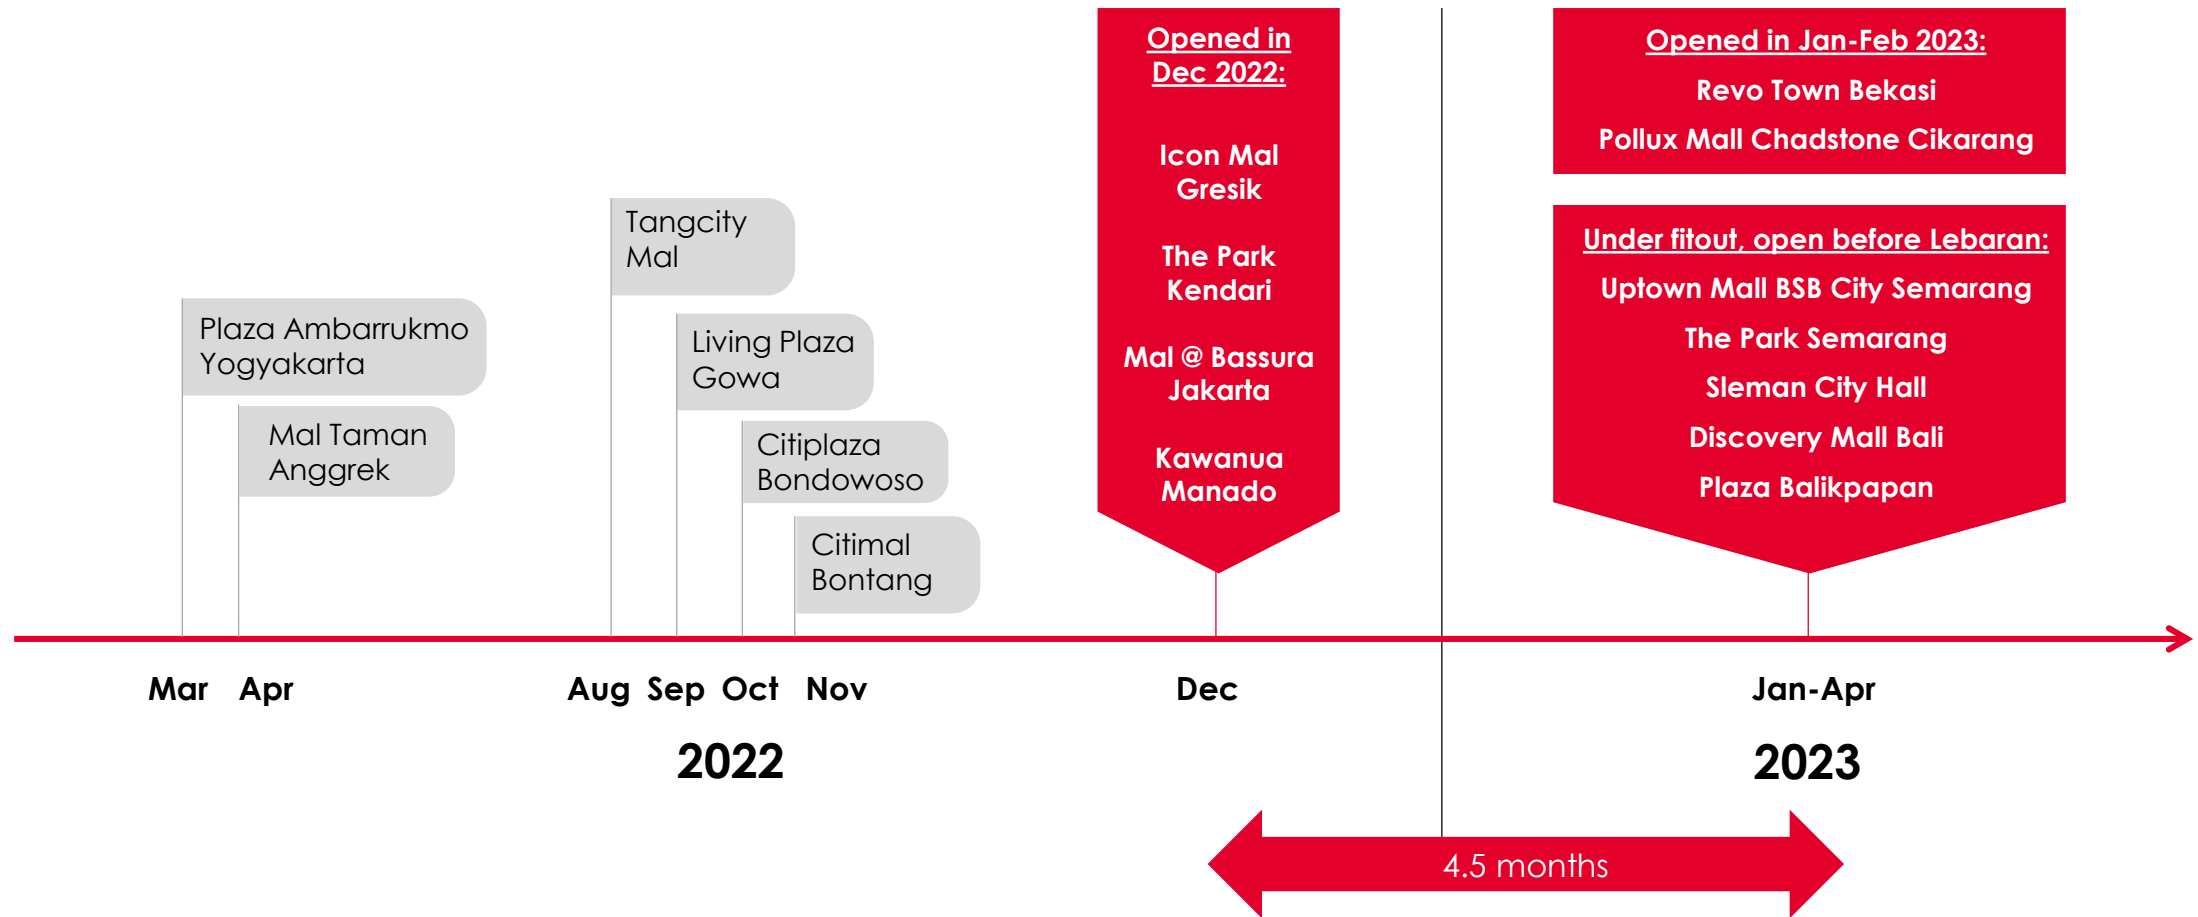 Opened in
Dec 2022:
Icon Mal
Gresik
The Park
Kendari
Mal @ Bassura
Jakarta
Kawanua
Manado
Opened in Jan-Feb 2023:
Revo Town Bekasi
Pollux Mall Chadstone Cikarang
Under fitout, open before Lebaran:
Uptown Mall BSB City Semarang
The Park Semarang
Sleman City Hall
Discovery Mall Bali
Plaza Balikpapan
Tangcity
Mal
Plaza Ambarrukmo
Yogyakarta
Living Plaza
Gowa
Mal Taman
Anggrek
Citiplaza
Bondowoso
Citimal
Bontang
Mar Apr Aug Sep Oct Nov Dec Jan-Apr
2022 2023
4.5 months